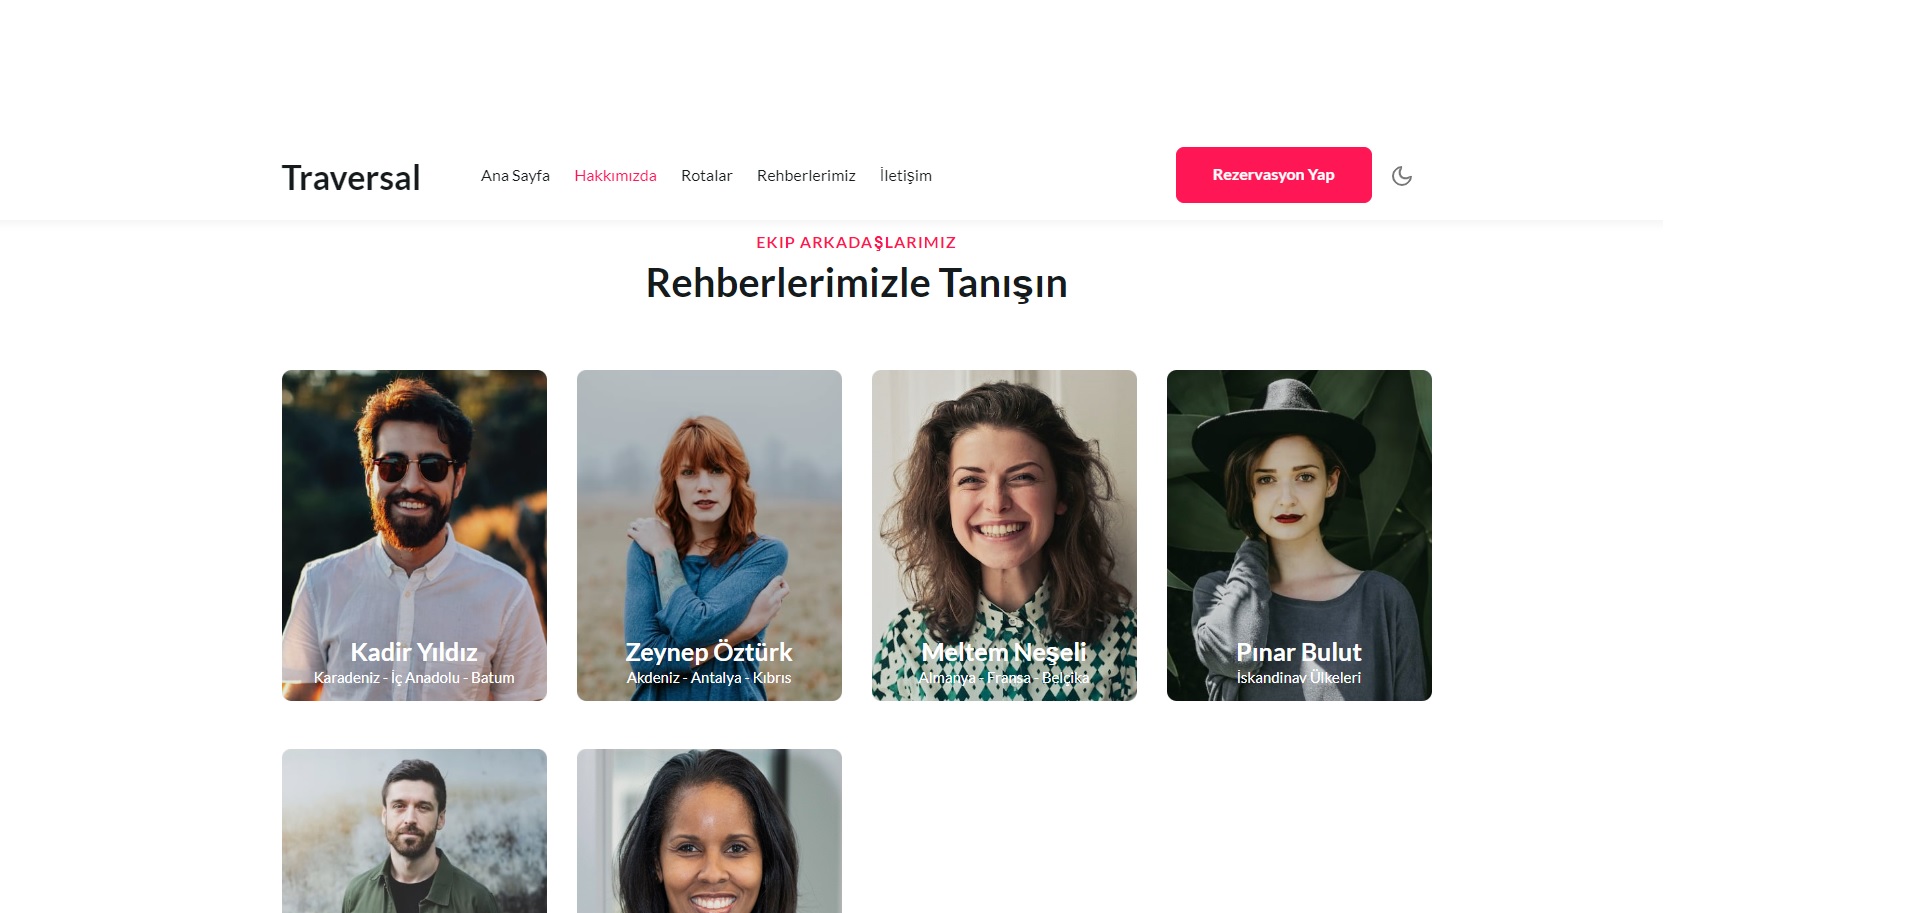 Traversal
Ana Sayfa Hakkımızda Rotalar Rehberlerimiz İletişim
Rezervasyon Yap
EKIP ARKADAŞLARIMIZ
Rehberlerimizle Tanışın
Kadir Yıldız
Karadeniz - İç Anadolu - Batum
Zeynep Öztürk
Akdeniz - Antalya - Kıbrıs
Meltem Neşeli
Almanya - Fransa - Belçika
Pınar Bulut
İskandinav Ülkeleri